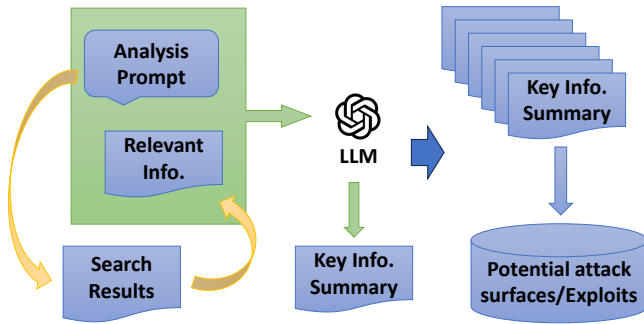 Analysis
Prompt
Relevant
Info.
Search
Results
LLM
Key Info.
Summary
Key Info.
Summary
Potential attack
surfaces/Exploits